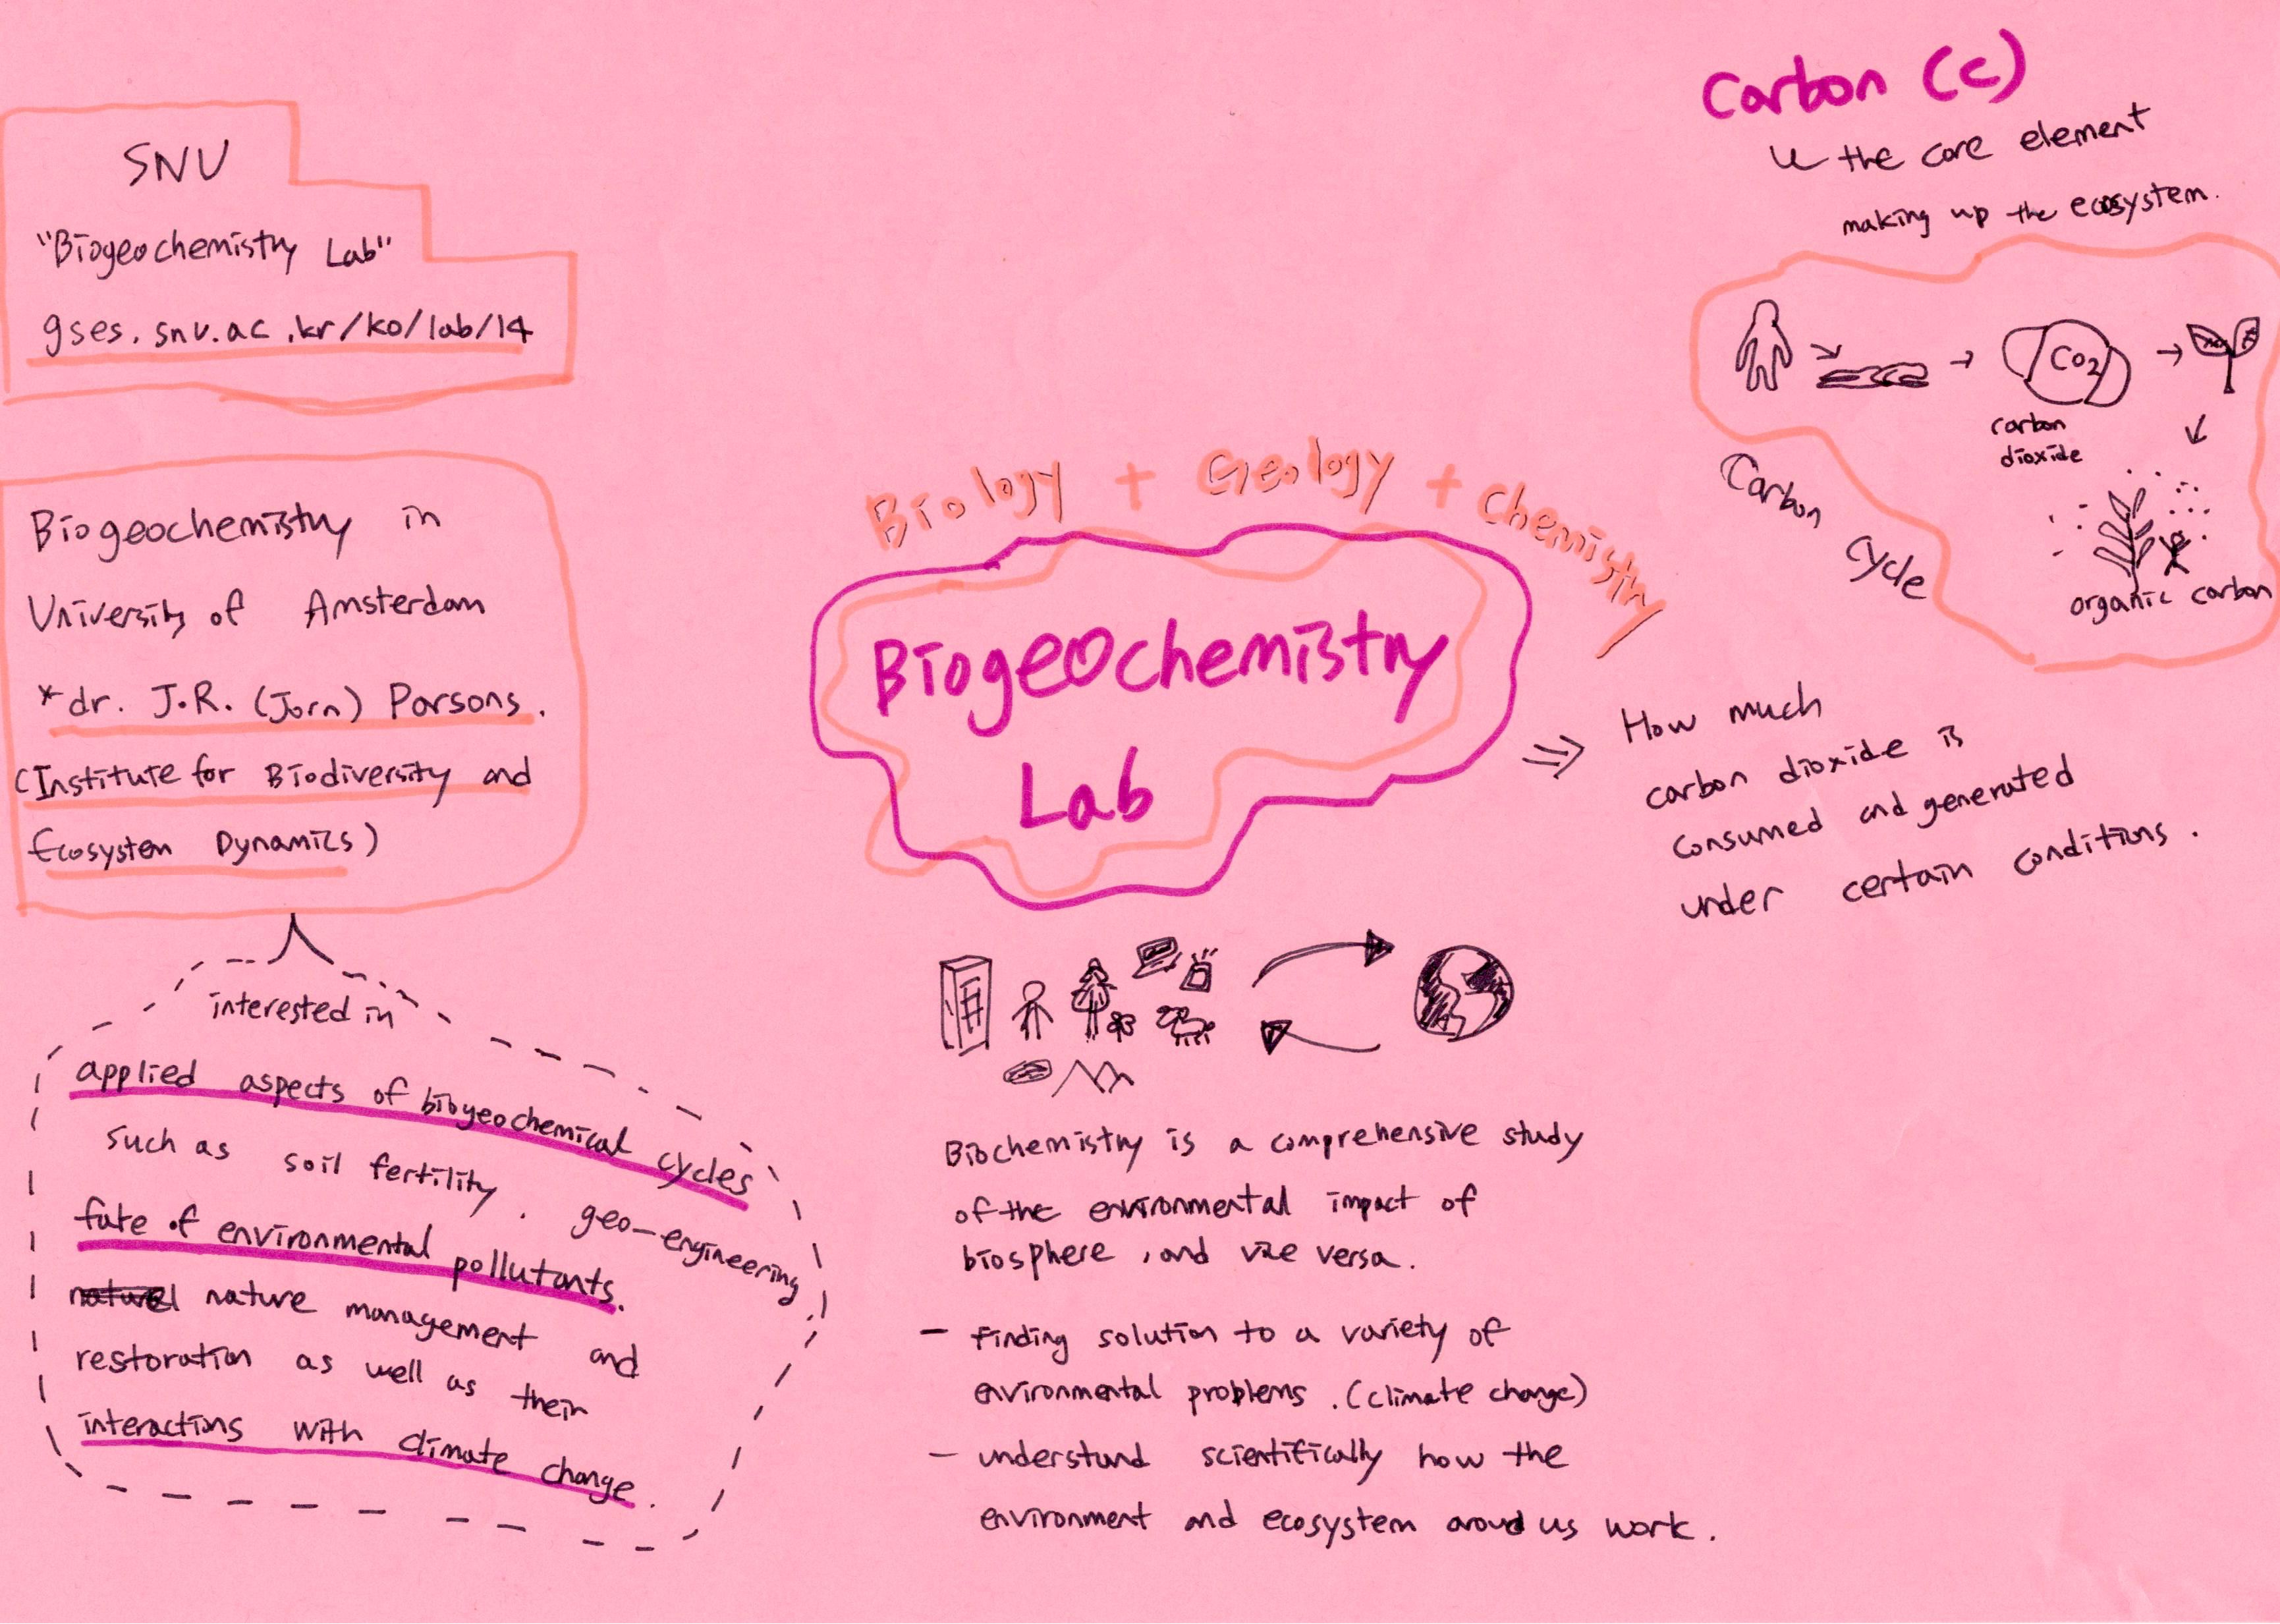 SNU
"Biogeochemistry Lab"
gses.snu.ac.kr/ko/lab/14
Biogeochemistry in
University of Amsterdam
*dr. J.R. (Jorn) Parsons.
(Institute for Biodiversity and
Ecosystem Dynamics)
interested in
applied aspects of biogeochemical cycles
such as soil fertility. geo-engineering
fate of environmental pollutants.
nature management and
restoration as well as their
interactions with climate change.
Biology + Geology + Chemistry
Biogeochemistry
Lab
Biochemistry is a comprehensive study
of the environmental impact of
biosphere, and vice versa.
- Finding solution to a variety of
environmental problems. (climate change)
- understand scientifically how the
environment and ecosystem around us work.
Carbon (C)
the core element
making up the ecosystem.
CO2
carbon
dioxide
organic carbon
Carbon cycle
⇒ How much
carbon dioxide is
consumed and generated
under certain conditions.